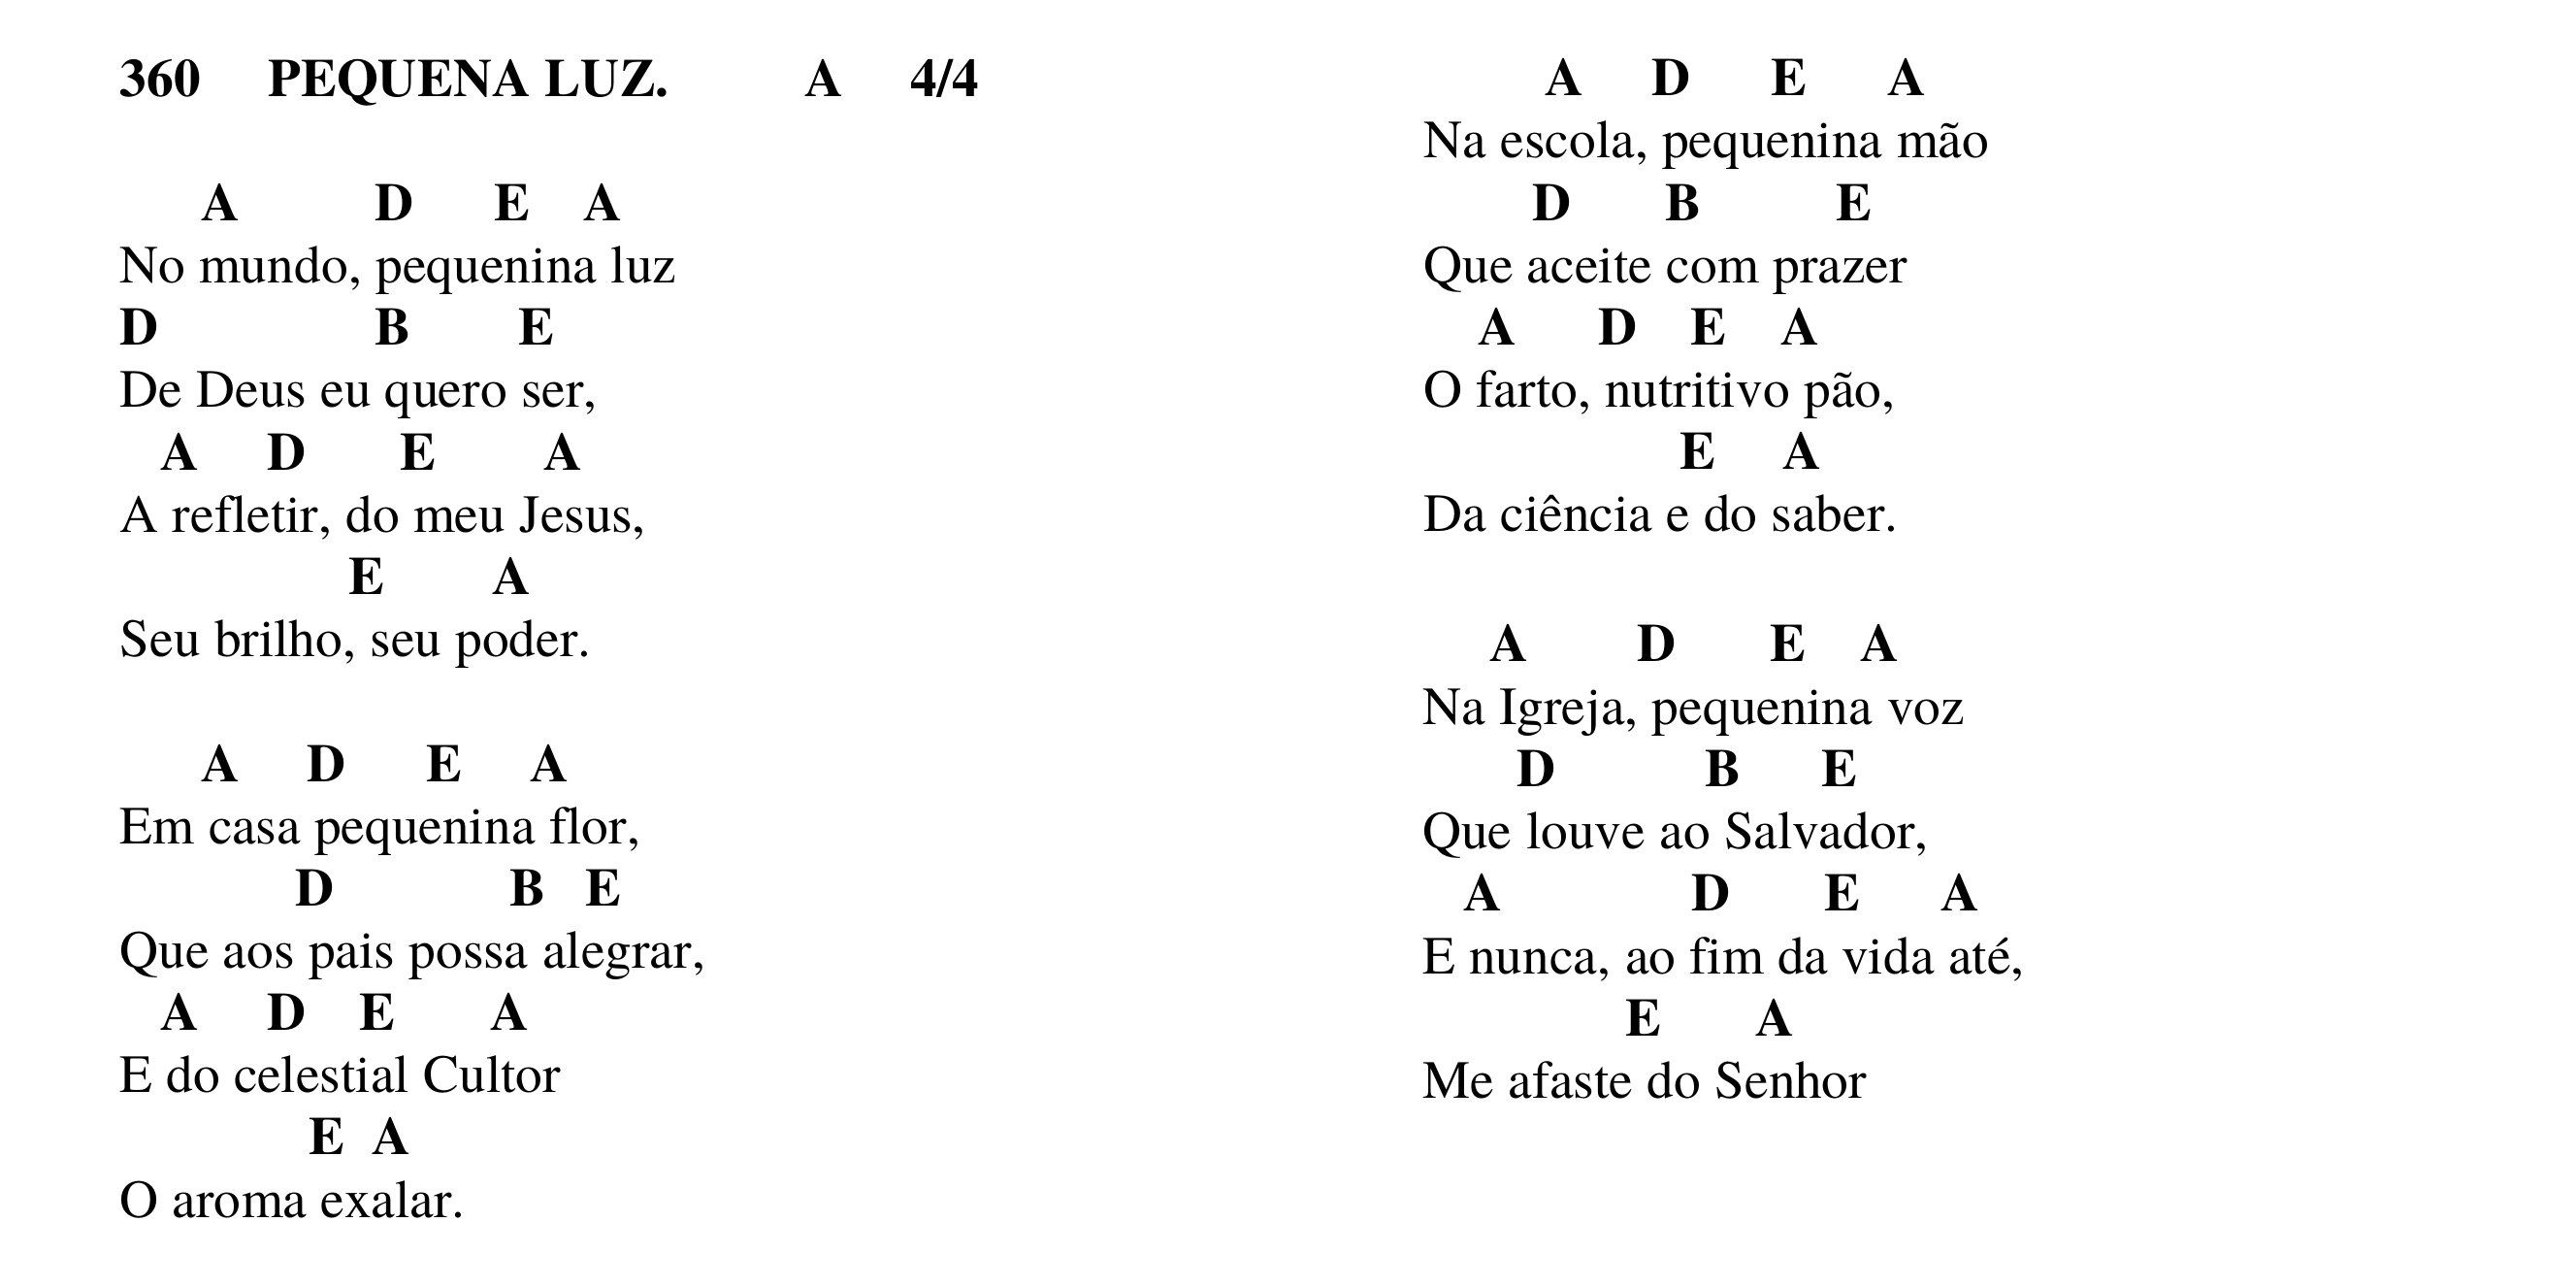 360 PEQUENA LUZ. A 4/4
A D E A
No mundo, pequenina luz
D B E
De Deus eu quero ser,
A D E A
A refletir, do meu Jesus,
E A
Seu brilho, seu poder.
A D E A
Em casa pequenina flor,
D B E
Que aos pais possa alegrar,
A D E A
E do celestial Cultor
E A
O aroma exalar.
A D E A
Na escola, pequenina mão
D B E
Que aceite com prazer
A D E A
O farto, nutritivo pão,
E A
Da ciência e do saber.
A D E A
Na Igreja, pequenina voz
D B E
Que louve ao Salvador,
A D E A
E nunca, ao fim da vida até,
E A
Me afaste do Senhor